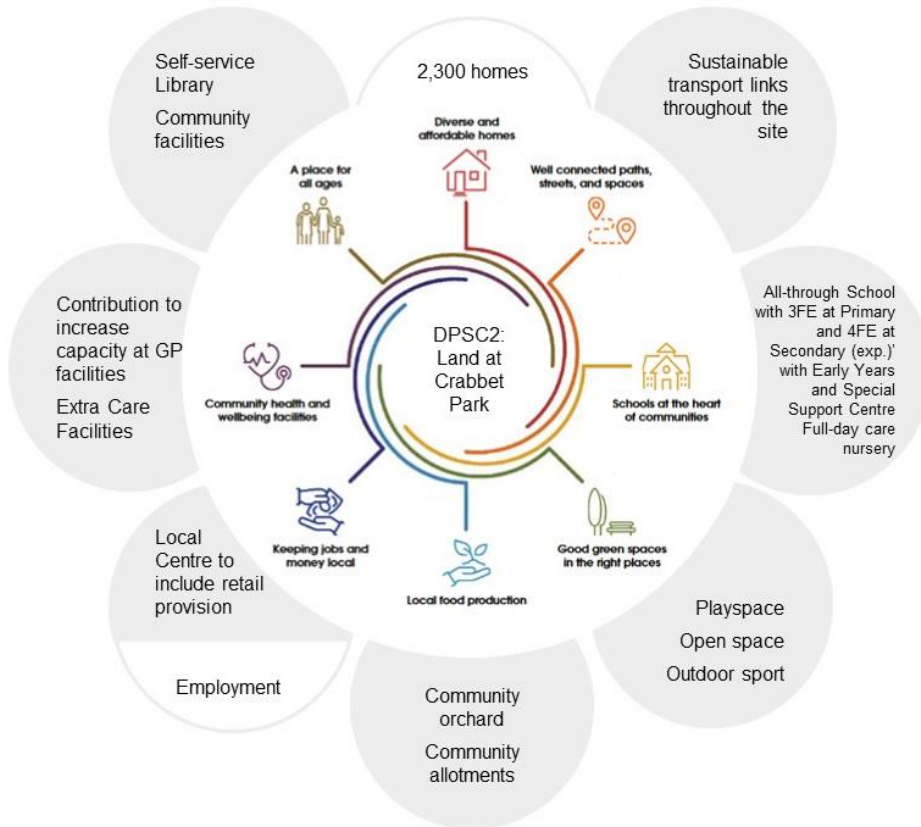 2,300 homes
Diverse and
affordable homes
Sustainable
transport links
throughout the
site
Well connected paths,
streets, and spaces
All-through School
with 3FE at Primary
and 4FE at
Secondary (exp.)'
with Early Years
and Special
Support Centre
Full-day care
nursery
Schools at the heart
of communities
Playspace
Open space
Outdoor sport
Good green spaces
in the right places
Community
orchard
Community
allotments
Local food production
Local
Centre to
include retail
provision
Employment
Keeping jobs and
money local
Contribution to
increase
capacity at GP
facilities
Extra Care
Facilities
Community health and
wellbeing facilities
Self-service
Library
Community
facilities
A place for
all ages
DPSC2:
Land at
Crabbet
Park